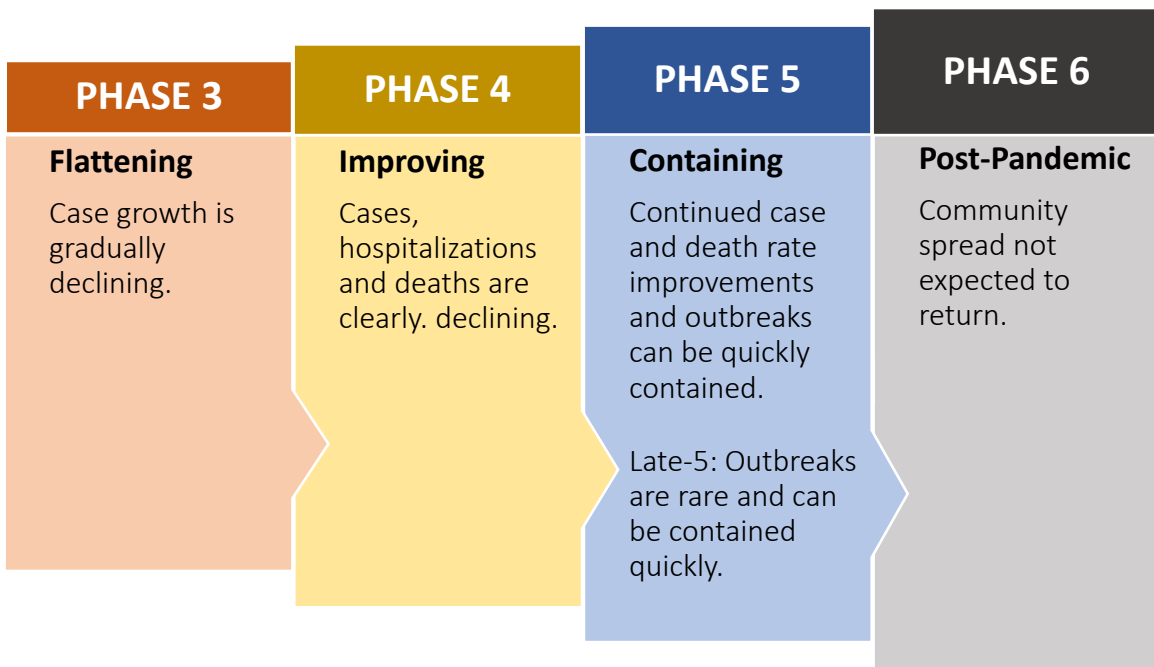 PHASE 3
Flattening
Case growth is
gradually
declining.
PHASE 4
Improving
Cases,
hospitalizations
and deaths are
clearly. declining.
PHASE 5
Containing
Continued case
and death rate
improvements
and outbreaks
can be quickly
contained.
Late-5: Outbreaks
are rare and can
be contained
quickly.
PHASE 6
Post-Pandemic
Community
spread not
expected to
return.